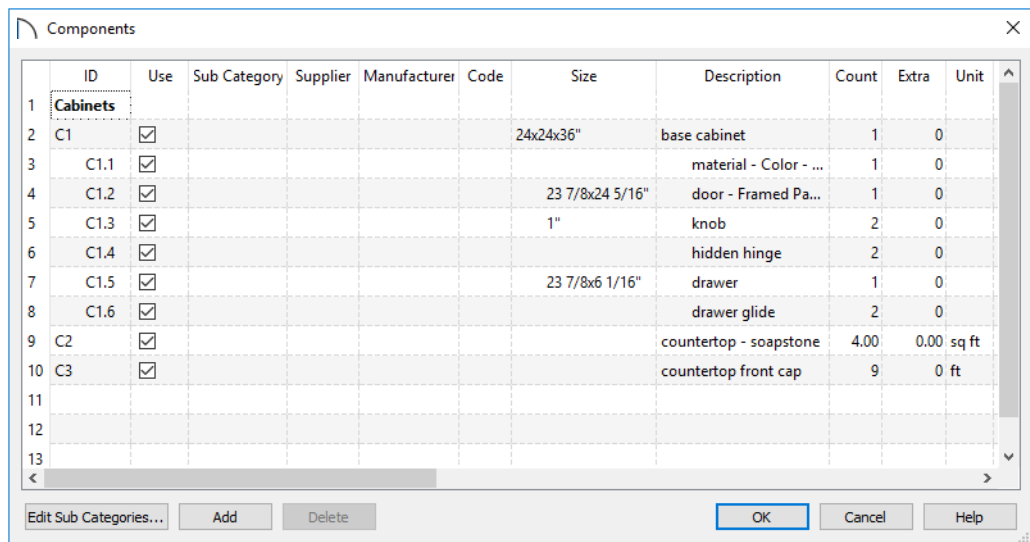 Components
ID Use Sub Category Supplier Manufacturer Code Size Description Count Extra Unit
1 Cabinets
2 C1 24x24x36" base cabinet 1 0
3 C1.1 material - Color - ... 1 0
4 C1.2 23 7/8x24 5/16" door - Framed Pa... 1 0
5 C1.3 1" knob 2 0
6 C1.4 hidden hinge 2 0
7 C1.5 23 7/8x6 1/16" drawer 1 0
8 C1.6 drawer glide 2 0
9 C2 countertop - soapstone 4.00 0.00 sq ft
10 C3 countertop front cap 9 0 ft
11
12
13
Edit Sub Categories... Add Delete OK Cancel Help